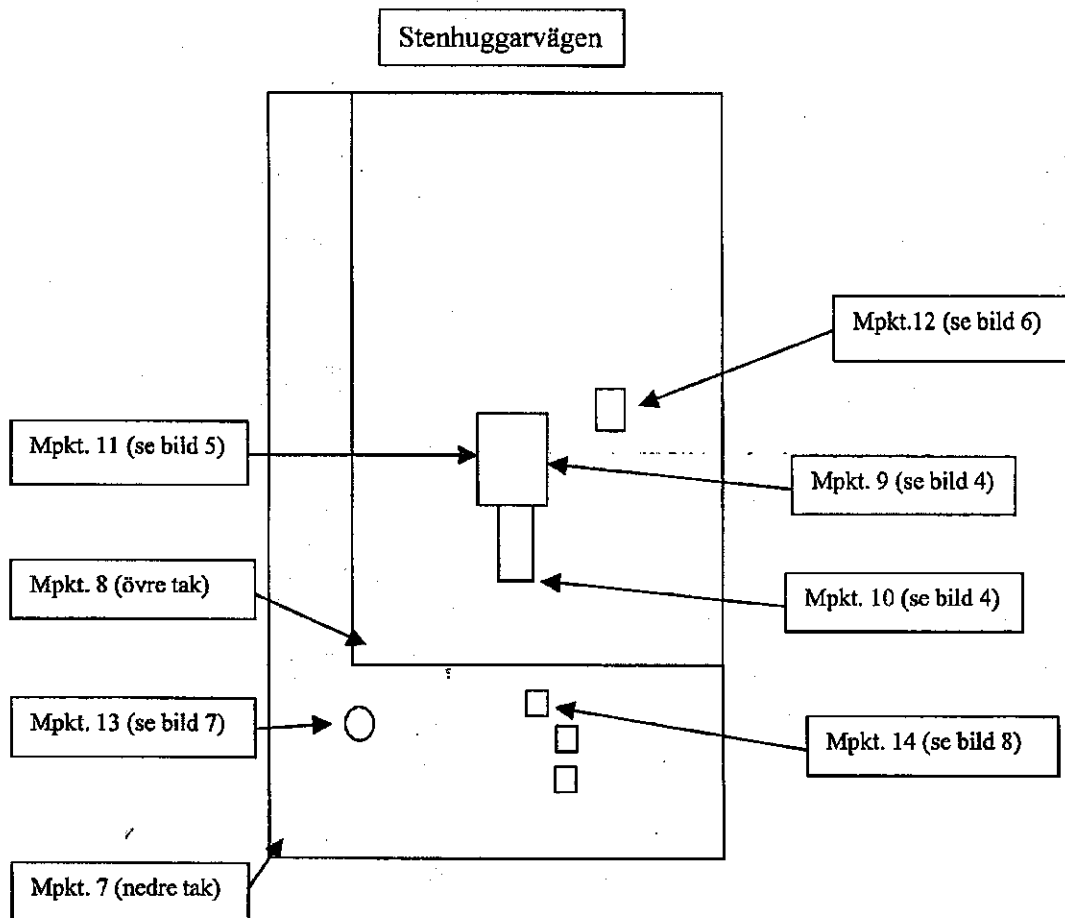 Stenhuggarvägen
Mpkt.12 (se bild 6)
Mpkt. 11 (se bild 5)
Mpkt. 9 (se bild 4)
Mpkt. 8 (övre tak)
Mpkt. 10 (se bild 4)
Mpkt. 13 (se bild 7)
Mpkt. 14 (se bild 8)
Mpkt. 7 (nedre tak)